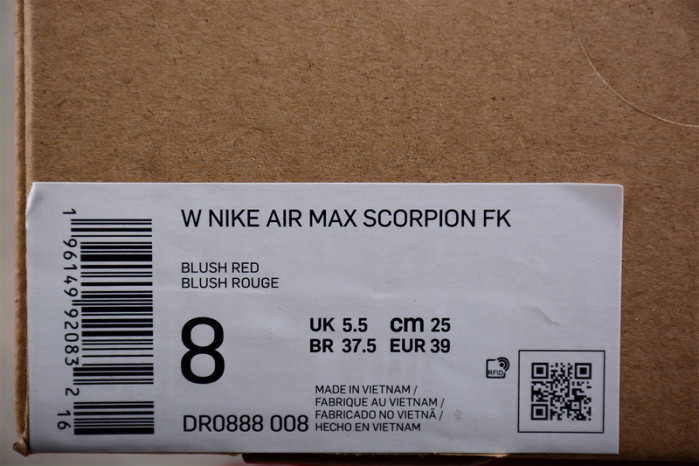 W NIKE AIR MAX SCORPION FK
BLUSH RED
BLUSH ROUGE
8
UK 5.5 cm 25
BR 37.5 EUR 39
RFID
MADE IN VIETNAM /
FABRIQUE AU VIETNAM /
FABRICADO NO VIETNÃ /
HECHO EN VIETNAM
DR0888 008
1 96149 92083 2 16